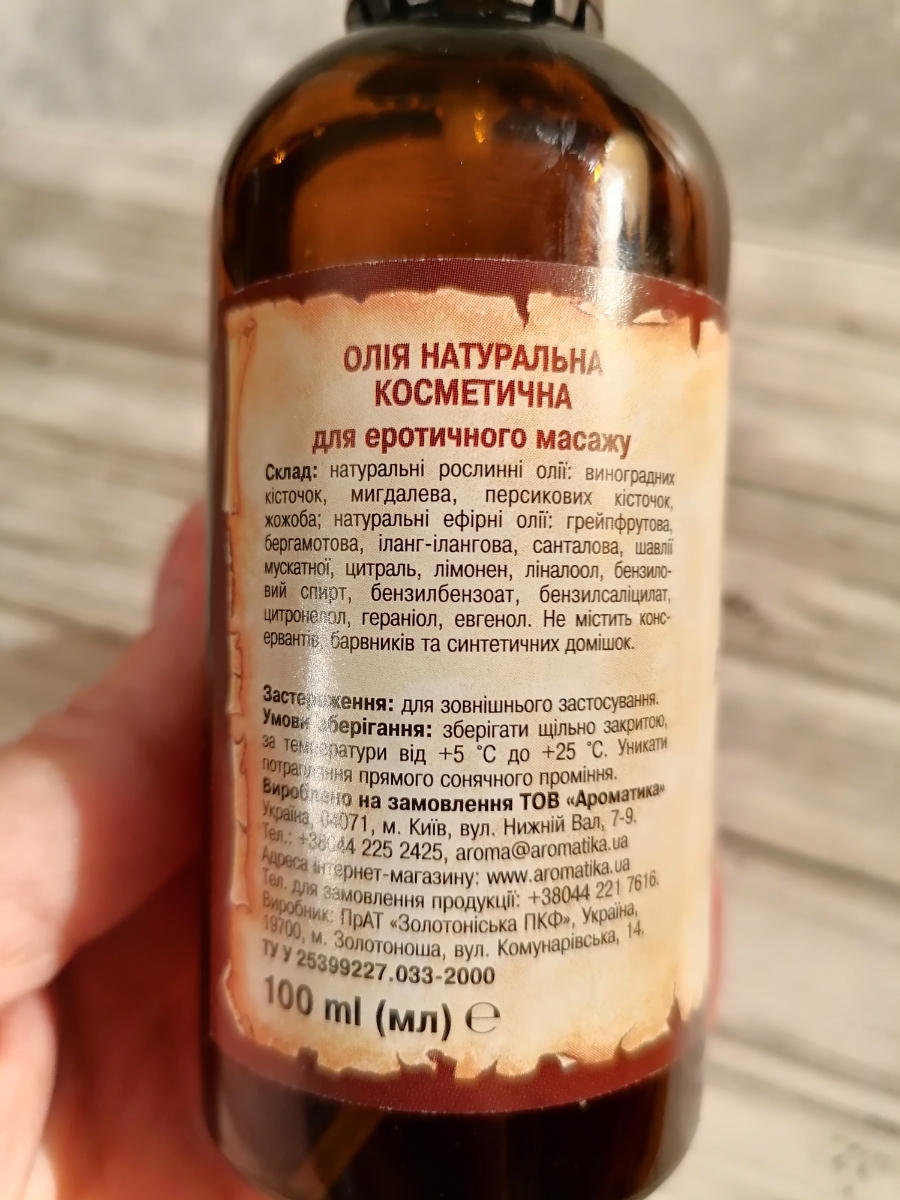 ОЛІЯ НАТУРАЛЬНА
КОСМЕТИЧНА
для еротичного масажу
Склад: натуральні рослинні олії: виноградних
кісточок, мигдалева, персикових кісточок,
жожоба; натуральні ефірні олії: грейпфрутова,
бергамотова, іланг-ілангова, санталова, шавлії
мускатної, цитраль, лімонен, ліналоол, бензило-
вий спирт, бензилбензоат, бензилсаліцилат,
цитронелол, гераніол, евгенол. Не містить конс-
ервантів, барвників та синтетичних домішок.
Застереження: для зовнішнього застосування.
Умови зберігання: зберігати щільно закритою,
за температури від +5 °С до +25 °С. Уникати
потрапляння прямого сонячного проміння.
Вироблено на замовлення ТОВ «Ароматика»
Україна, 04071, м. Київ, вул. Нижній Вал, 7-9.
Тел.: +38044 225 2425, aroma@aromatika.ua
Адреса інтернет-магазину: www.aromatika.ua
Тел. для замовлення продукції: +38044 221 7616.
Виробник: ПрАТ «Золотоніська ПКФ», Україна,
19700, м. Золотоноша, вул. Комунарівська, 14.
ТУ У 25399227.033-2000
100 ml (мл) ℮